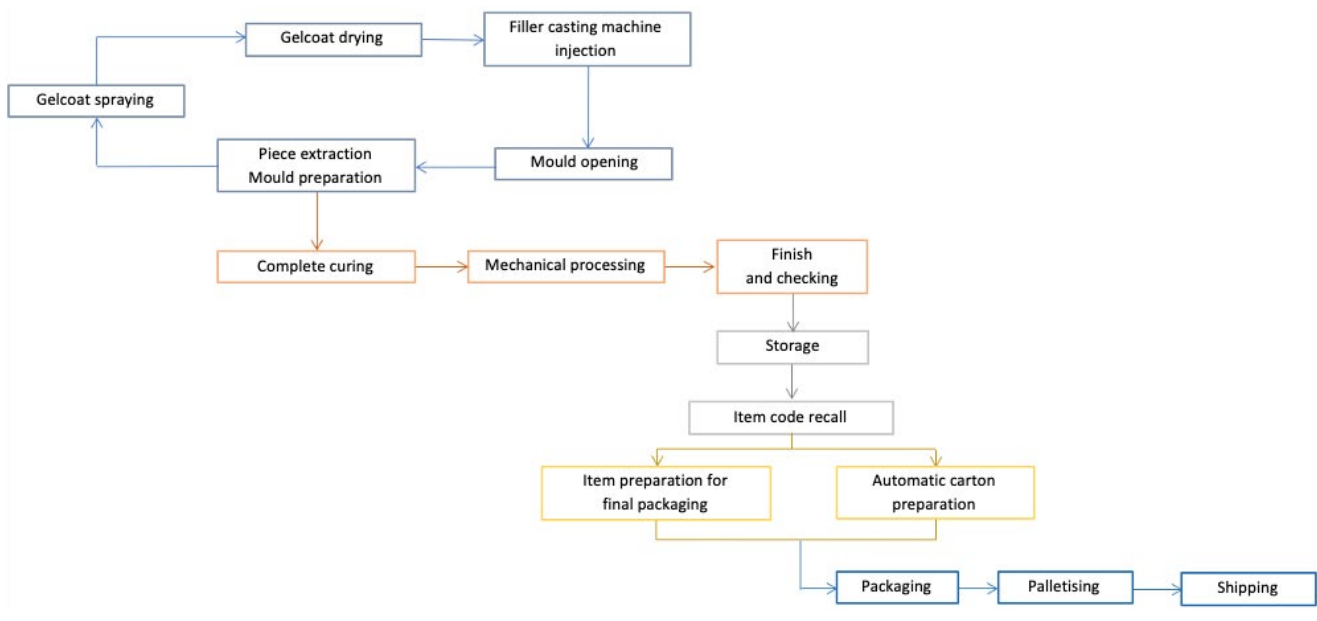 Gelcoat drying
Filler casting machine
injection
Gelcoat spraying
Piece extraction
Mould preparation
Mould opening
Complete curing
Mechanical processing
Finish
and checking
Storage
Item code recall
Item preparation for
final packaging
Automatic carton
preparation
Packaging
Palletising
Shipping